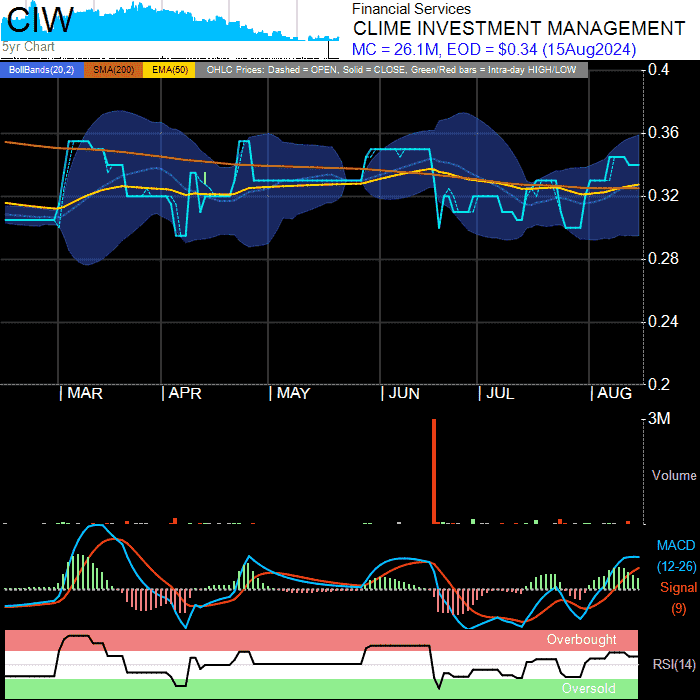 CIW
5yr Chart
Financial Services
CLIME INVESTMENT MANAGEMENT
MC = 26.1M, EOD = $0.34 (15Aug2024)
BollBands(20,2) SMA(200) EMA(50) OHLC Prices: Dashed = OPEN, Solid = CLOSE, Green/Red bars = Intra-day HIGH/LOW
0.4
0.36
0.32
0.28
0.24
0.2
| MAR | APR | MAY | JUN | JUL | AUG
3M
Volume
MACD
(12-26)
Signal
(9)
Overbought
RSI(14)
Oversold